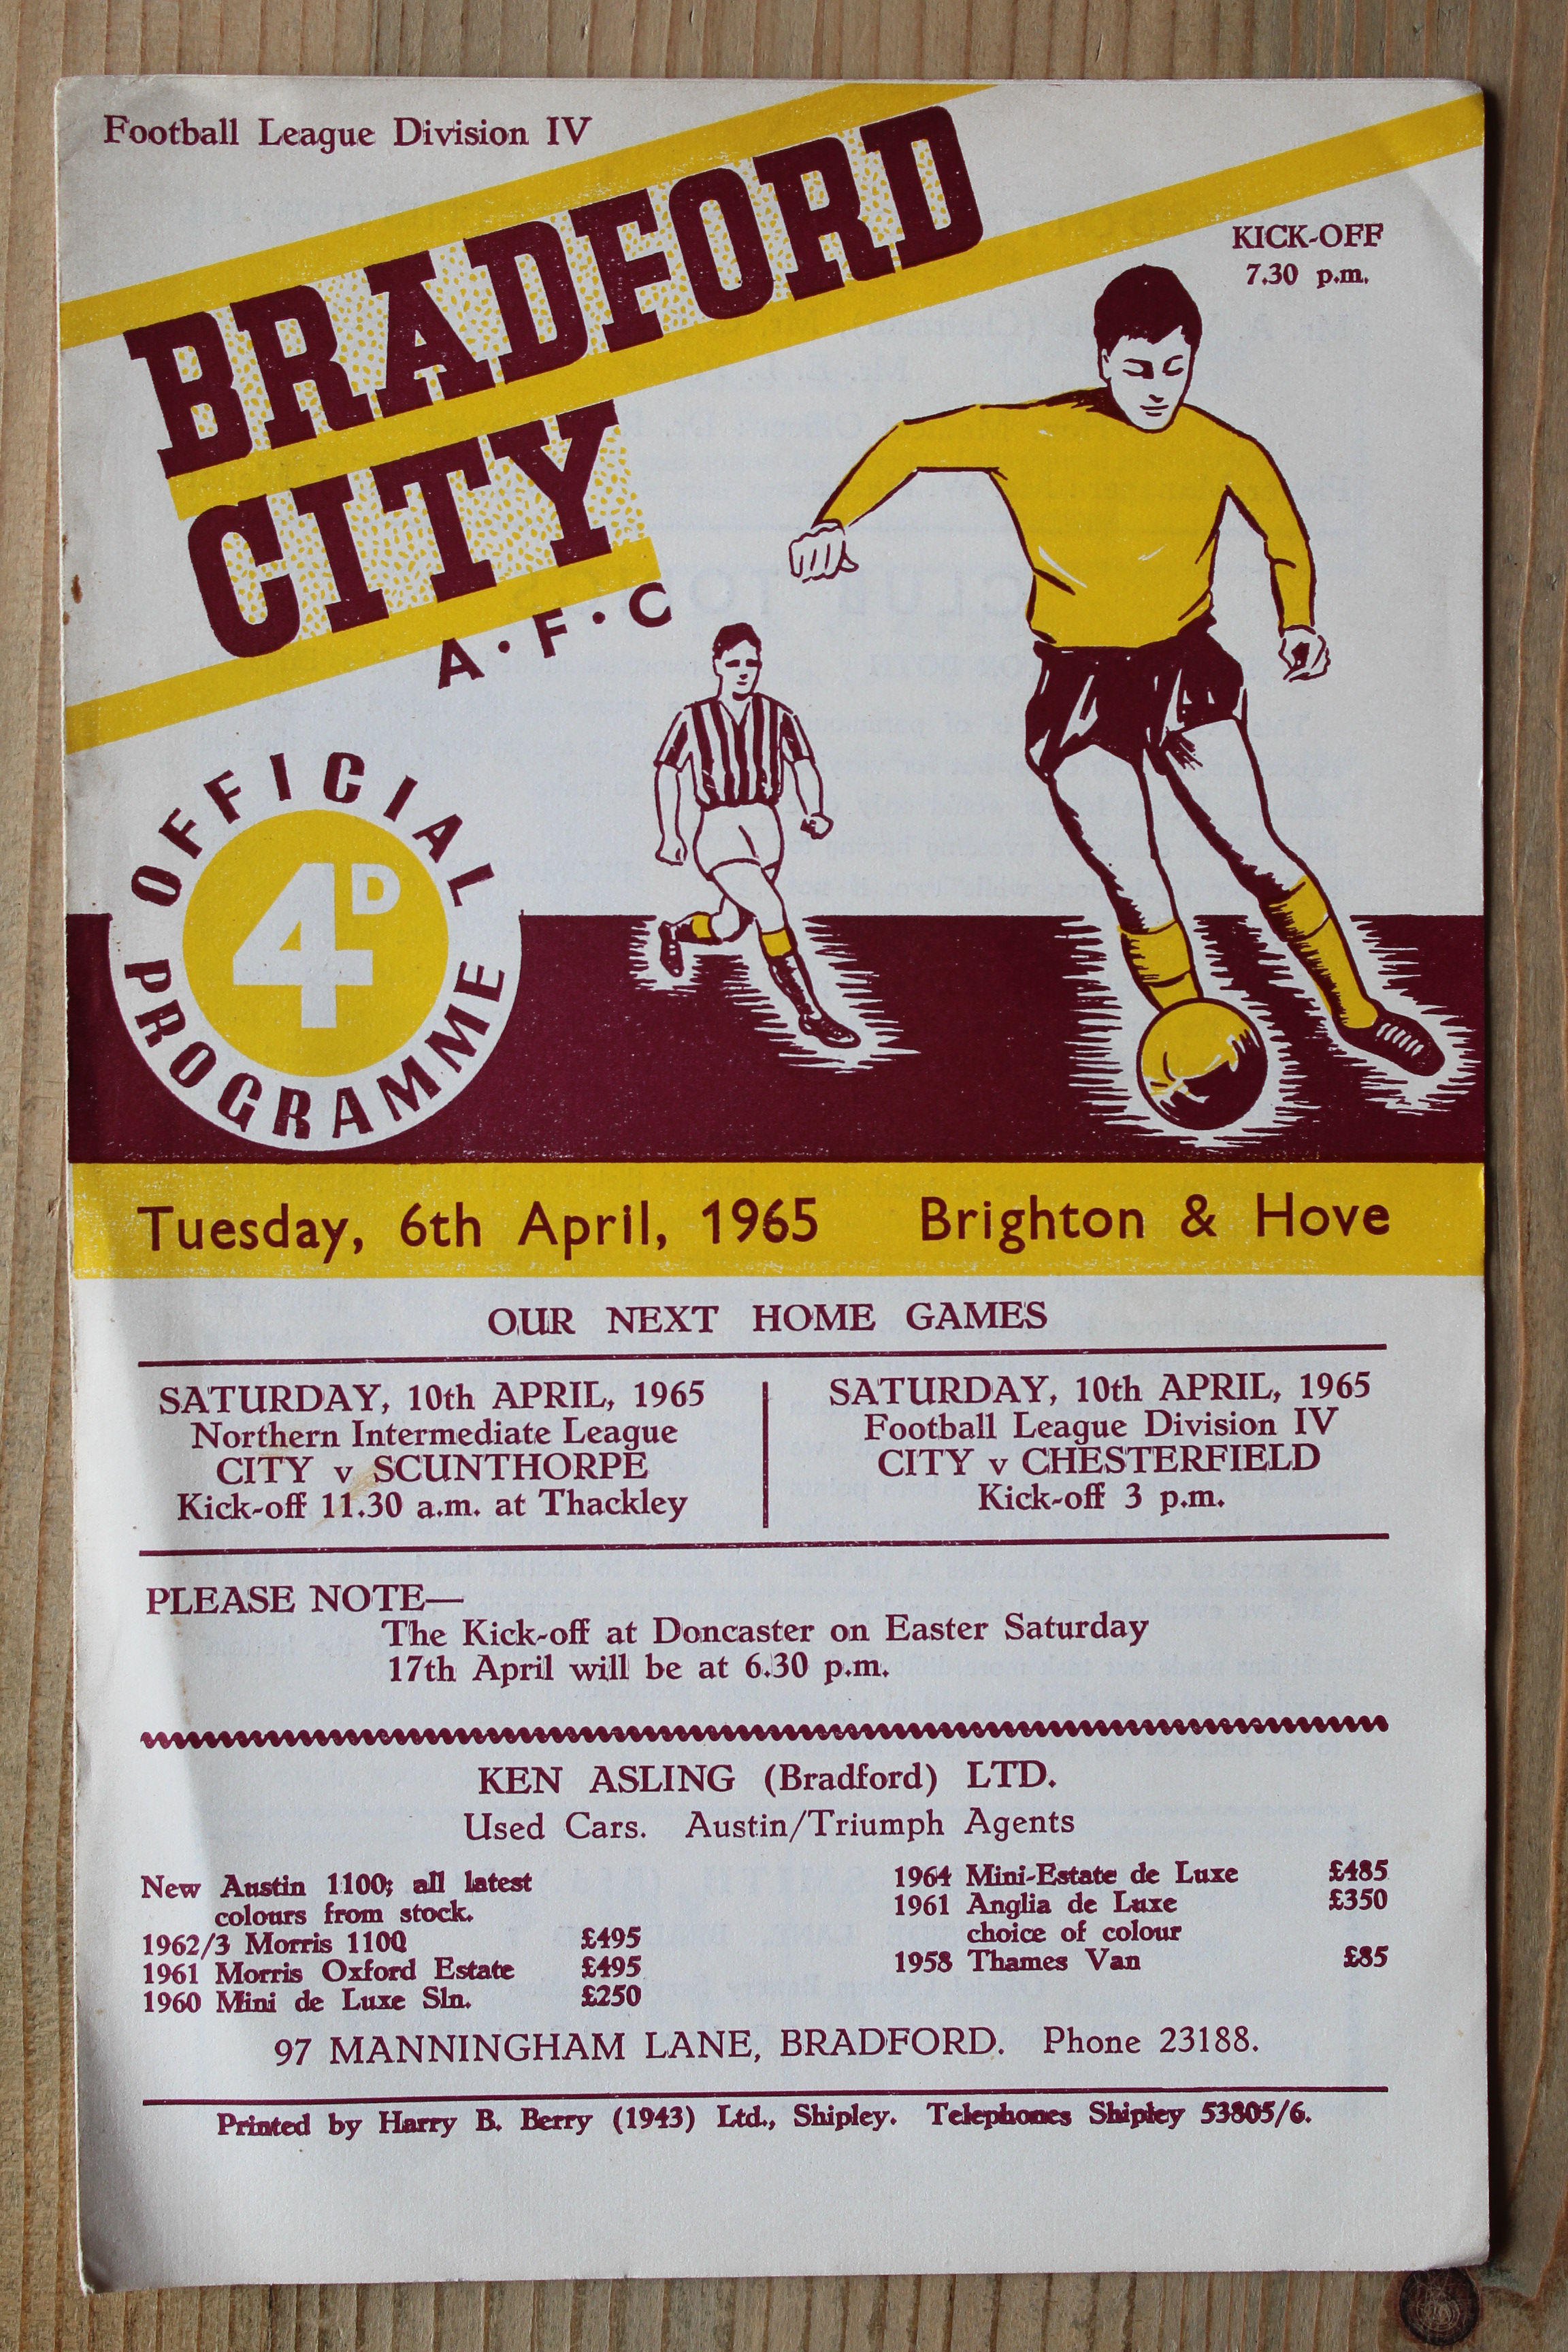 Football League Division IV
BRADFORD
CITY
A·F·C
KICK-OFF
7.30 p.m.
OFFICIAL
4D
PROGRAMME
Tuesday, 6th April, 1965 Brighton & Hove
OUR NEXT HOME GAMES
SATURDAY, 10th APRIL, 1965
Northern Intermediate League
CITY v SCUNTHORPE
Kick-off 11.30 a.m. at Thackley
SATURDAY, 10th APRIL, 1965
Football League Division IV
CITY v CHESTERFIELD
Kick-off 3 p.m.
PLEASE NOTE—
The Kick-off at Doncaster on Easter Saturday
17th April will be at 6.30 p.m.
KEN ASLING (Bradford) LTD.
Used Cars. Austin/Triumph Agents
New Austin 1100; all latest
colours from stock.
1962/3 Morris 1100 £495
1961 Morris Oxford Estate £495
1960 Mini de Luxe Sln. £250
1964 Mini-Estate de Luxe £485
1961 Anglia de Luxe £350
choice of colour
1958 Thames Van £85
97 MANNINGHAM LANE, BRADFORD. Phone 23188.
Printed by Harry B. Berry (1943) Ltd., Shipley. Telephones Shipley 53805/6.